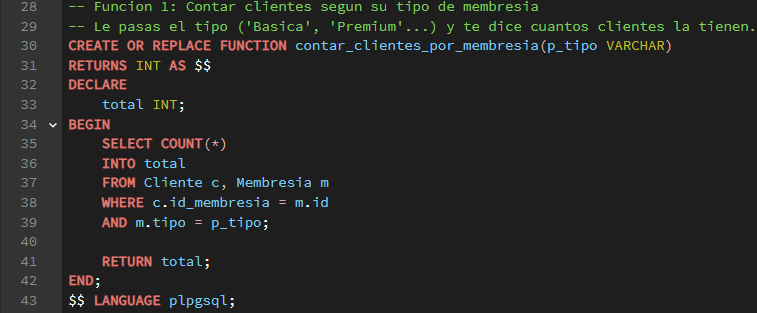 28 -- Funcion 1: Contar clientes segun su tipo de membresia
29 -- Le pasas el tipo ('Basica', 'Premium'...) y te dice cuantos clientes la tienen.
30 CREATE OR REPLACE FUNCTION contar_clientes_por_membresia(p_tipo VARCHAR)
31 RETURNS INT AS $$
32 DECLARE
33     total INT;
34 BEGIN
35     SELECT COUNT(*)
36     INTO total
37     FROM Cliente c, Membresia m
38     WHERE c.id_membresia = m.id
39     AND m.tipo = p_tipo;
40
41     RETURN total;
42 END;
43 $$ LANGUAGE plpgsql;